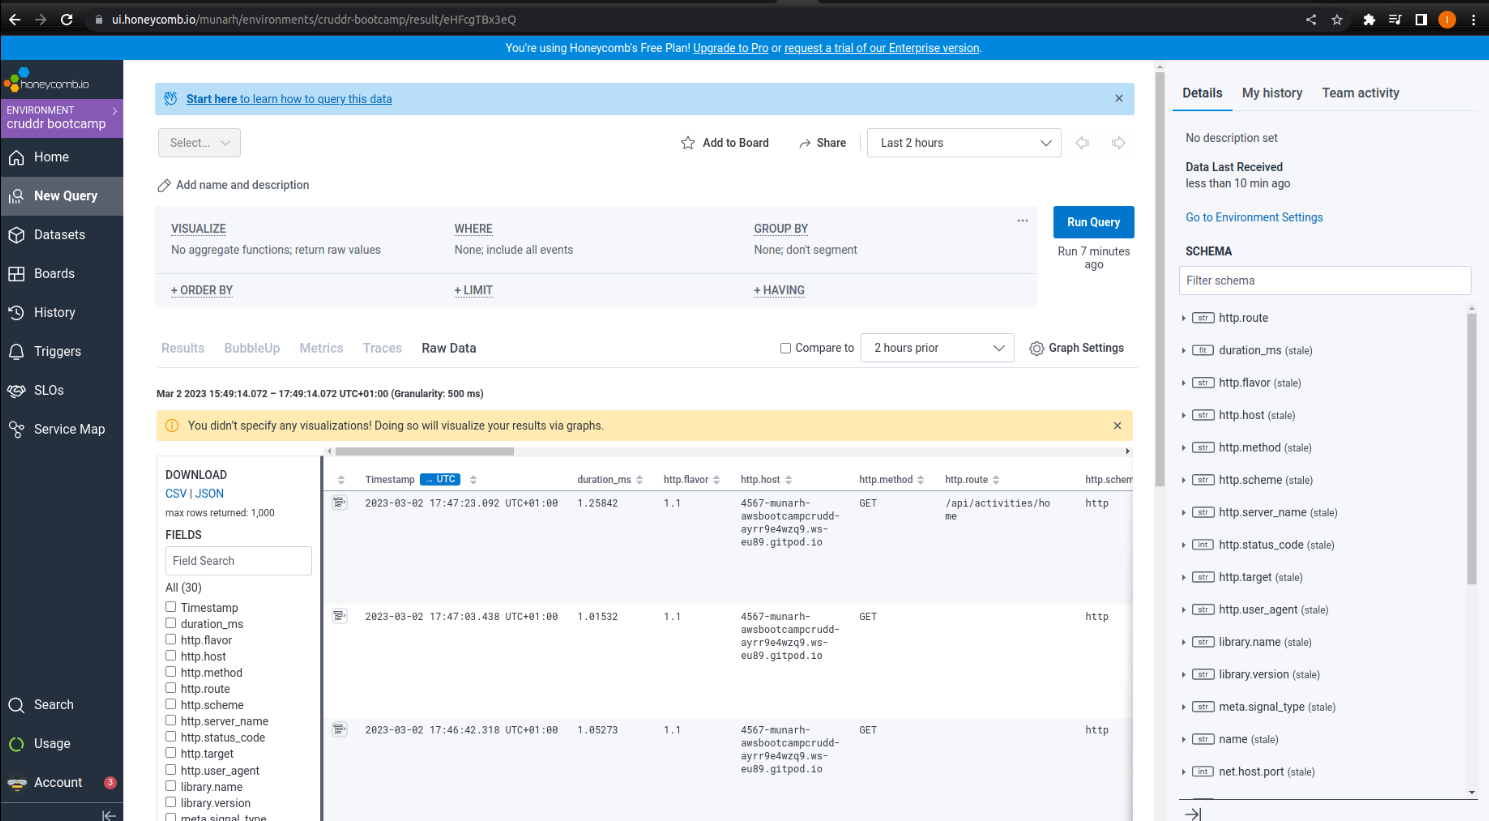 ui.honeycomb.io/munarh/environments/cruddr-bootcamp/result/eHFcgTBx3eQ
I
You're using Honeycomb's Free Plan! Upgrade to Pro or request a trial of our Enterprise version.
honeycomb.io
ENVIRONMENT
cruddr bootcamp
Home
New Query
Datasets
Boards
History
Triggers
SLOs
Service Map
Search
Usage
Account 3
Start here to learn how to query this data
Select...
Add to Board
Share
Last 2 hours
Add name and description
VISUALIZE
No aggregate functions; return raw values
WHERE
None; include all events
GROUP BY
None; don't segment
+ ORDER BY
+ LIMIT
+ HAVING
Run Query
Run 7 minutes
ago
Results BubbleUp Metrics Traces Raw Data
Compare to 2 hours prior Graph Settings
Mar 2 2023 15:49:14.072 – 17:49:14.072 UTC+01:00 (Granularity: 500 ms)
You didn't specify any visualizations! Doing so will visualize your results via graphs.
DOWNLOAD
CSV | JSON
max rows returned: 1,000
FIELDS
Field Search
All (30)
Timestamp
duration_ms
http.flavor
http.host
http.method
http.route
http.scheme
http.server_name
http.status_code
http.target
http.user_agent
library.name
library.version
meta.signal_type
Timestamp → UTC duration_ms http.flavor http.host http.method http.route http.schem
2023-03-02 17:47:23.092 UTC+01:00 1.25842 1.1 4567-munarh- GET /api/activities/ho http
awsbootcampcrudd- me
ayrr9e4wzq9.ws-
eu89.gitpod.io
2023-03-02 17:47:03.438 UTC+01:00 1.01532 1.1 4567-munarh- GET http
awsbootcampcrudd-
ayrr9e4wzq9.ws-
eu89.gitpod.io
2023-03-02 17:46:42.318 UTC+01:00 1.05273 1.1 4567-munarh- GET http
awsbootcampcrudd-
ayrr9e4wzq9.ws-
eu89.gitpod.io
Details My history Team activity
No description set
Data Last Received
less than 10 min ago
Go to Environment Settings
SCHEMA
Filter schema
str http.route
flt duration_ms (stale)
str http.flavor (stale)
str http.host (stale)
str http.method (stale)
str http.scheme (stale)
str http.server_name (stale)
int http.status_code (stale)
str http.target (stale)
str http.user_agent (stale)
str library.name (stale)
str library.version (stale)
str meta.signal_type (stale)
str name (stale)
int net.host.port (stale)